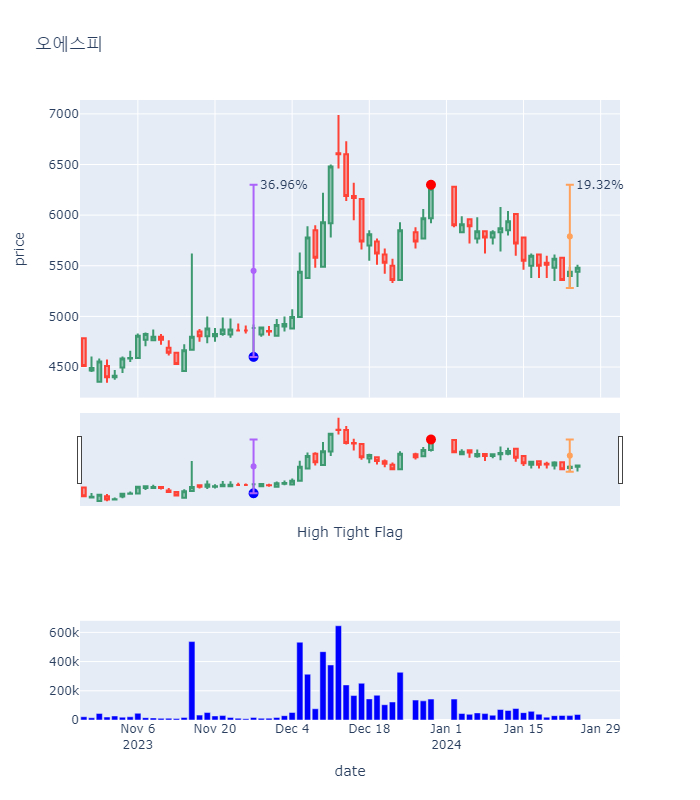 오에스피
7000
6500
6000
5500
5000
4500
price
36.96%
19.32%
High Tight Flag
600k
400k
200k
0
Nov 6
2023
Nov 20
Dec 4
Dec 18
Jan 1
2024
Jan 15
Jan 29
date